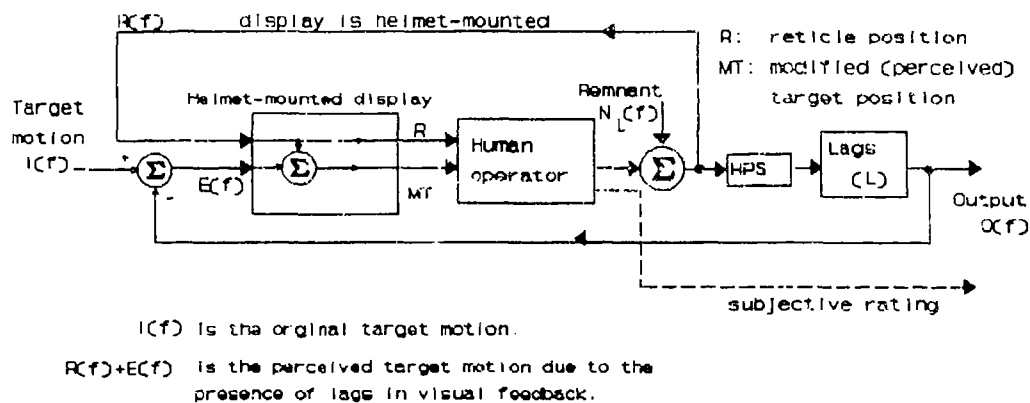 R(f) display is helmet-mounted
R: reticle position
MT: modified (perceived)
target position
Target
motion
I(f)
+
Σ
-
E(f)
Helmet-mounted display
Σ
R
MT
Human
operator
Remnant
N L (f)
Σ
HPS
Lags
(L)
Output
O(f)
subjective rating
I(f) is the orginal target motion.
R(f)+E(f) is the perceived target motion due to the
presence of lags in visual feedback.